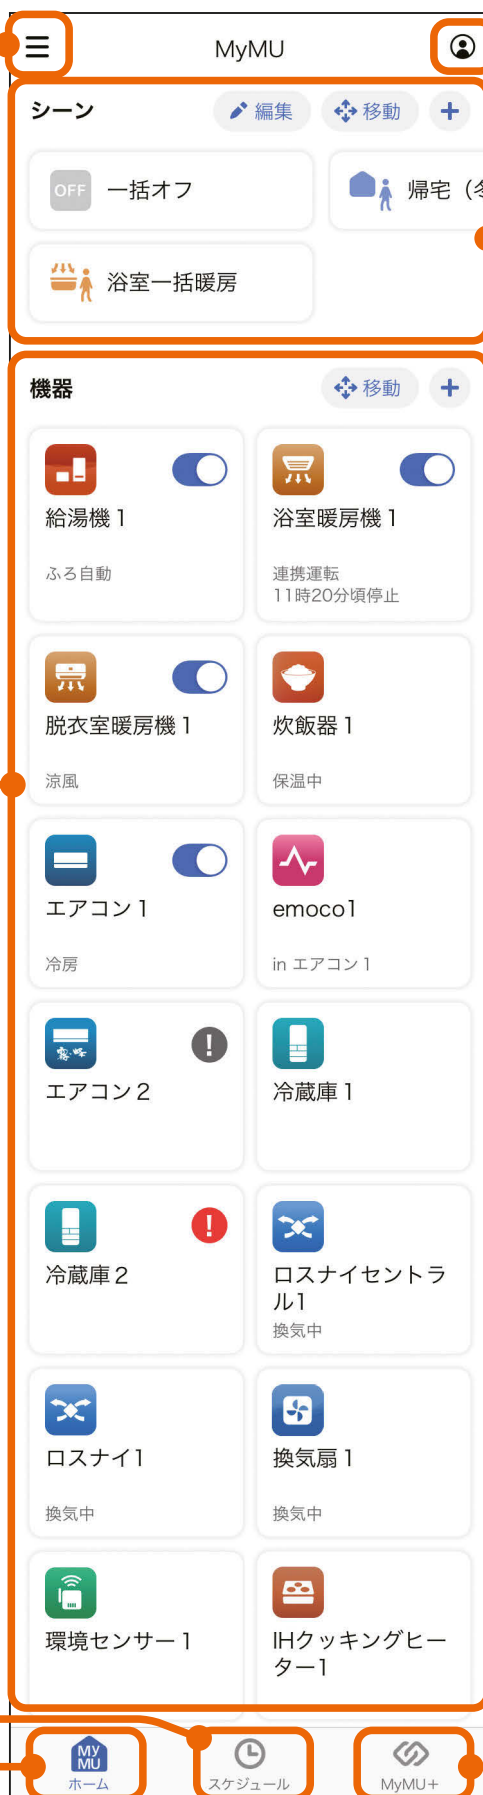 MyMU
シーン
編集
移動
OFF
一括オフ
帰宅（冬
浴室一括暖房
機器
移動
給湯機 1
ふろ自動
浴室暖房機 1
連携運転
11時20分頃停止
脱衣室暖房機 1
涼風
炊飯器 1
保温中
エアコン 1
冷房
emoco1
in エアコン 1
霧ヶ峰
エアコン 2
冷蔵庫 1
冷蔵庫 2
ロスナイセントラ
ル1
換気中
ロスナイ1
換気中
換気扇 1
換気中
環境センサー 1
IHクッキングヒー
ター1
MY
MU
ホーム
スケジュール
MyMU+